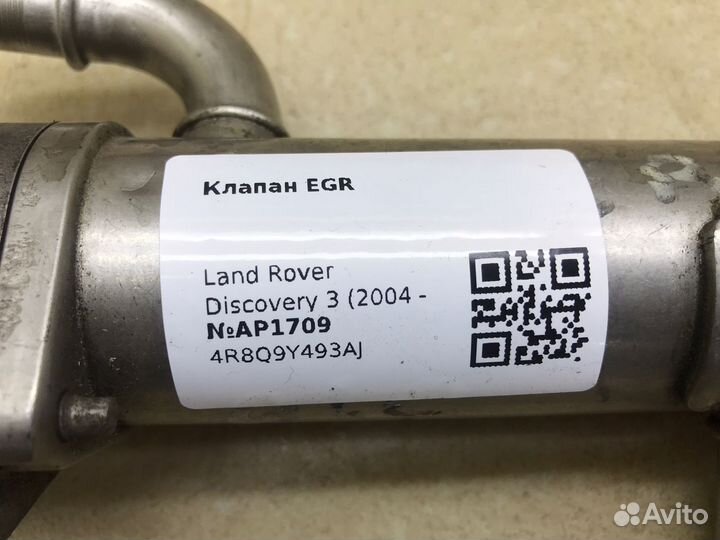 Клапан EGR
Land Rover
Discovery 3 (2004 -
№AP1709
4R8Q9Y493AJ
Avito